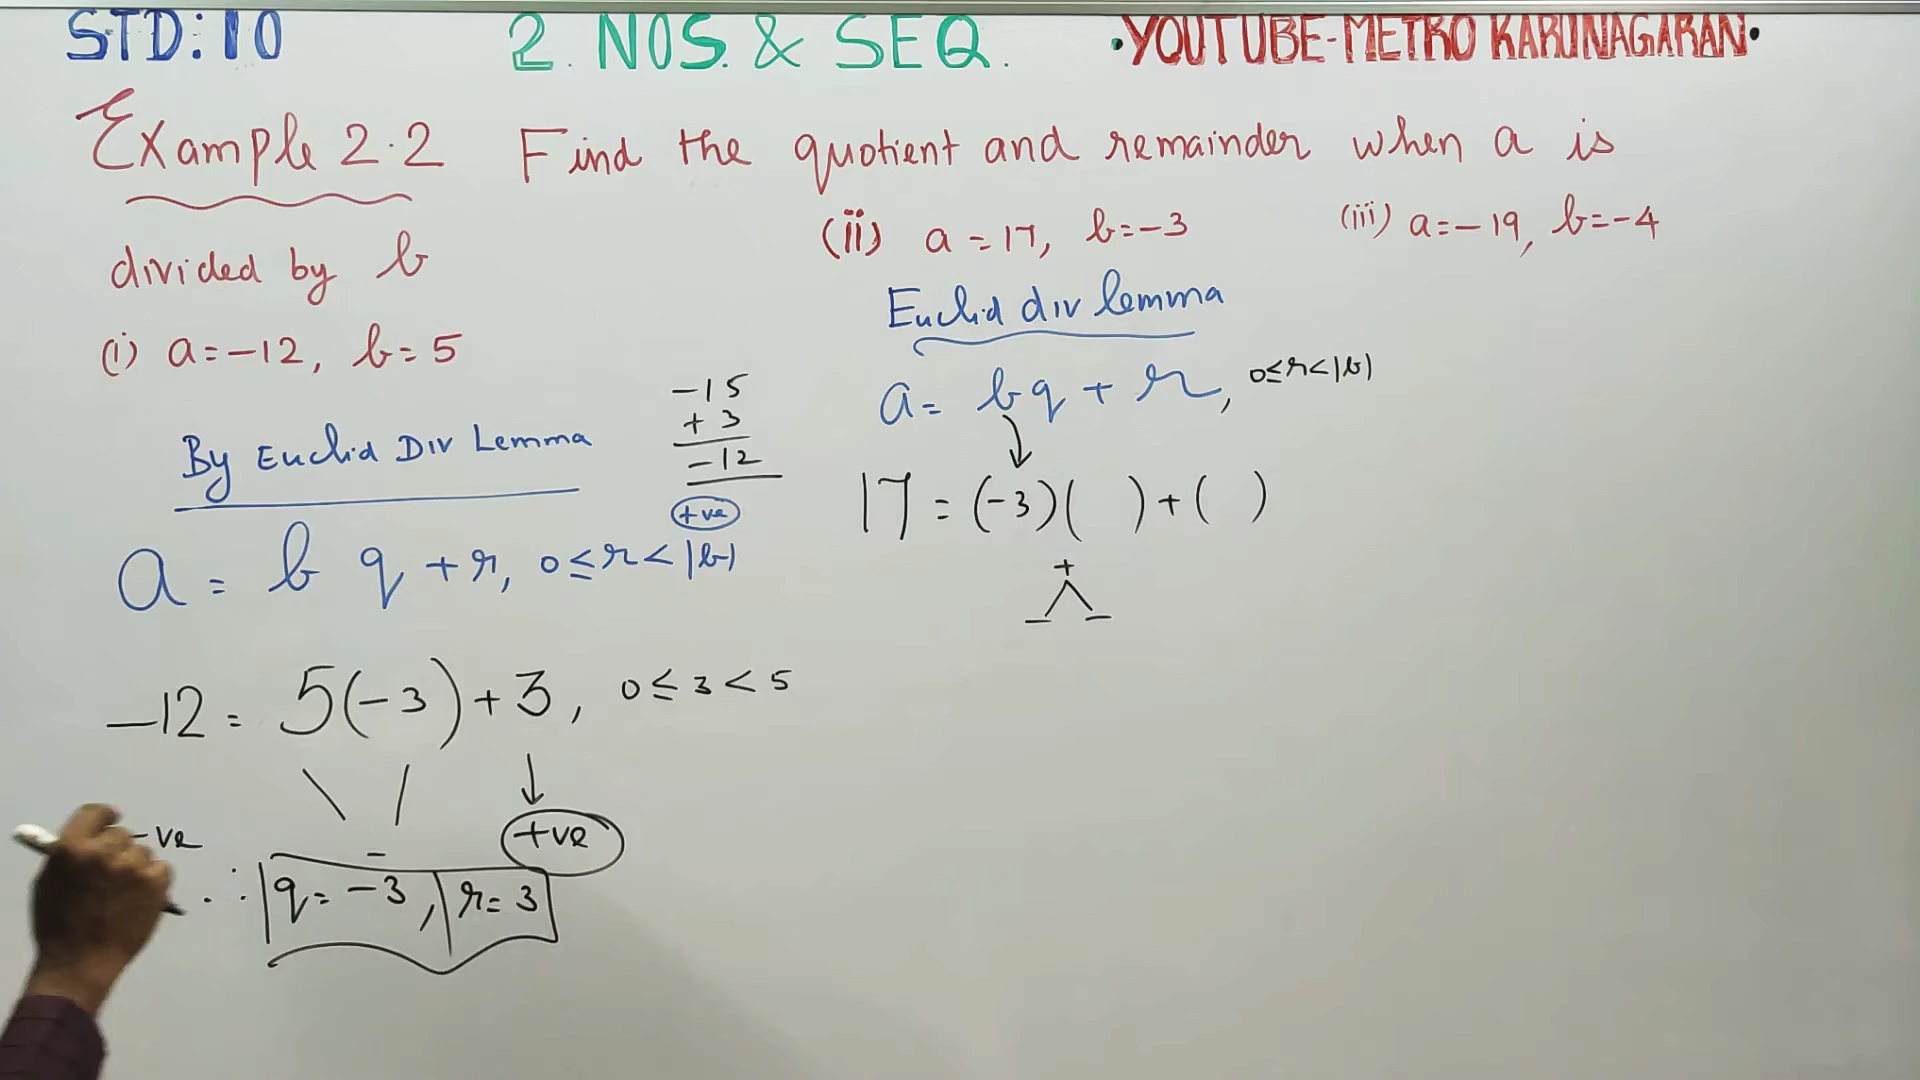 STD: 10 2. NOS. & SEQ. •YOUTUBE-METRO KARUNAGARAN•
Example 2.2 Find the quotient and remainder when a is
divided by b
(i) a = -12, b = 5
By Euclid Div Lemma
-15
+ 3
-12
+ve
a = b q + r, 0 ≤ r < |b|
-12 = 5(-3) + 3, 0 ≤ 3 < 5
-
-ve
+ve
∴ q = -3, r = 3
(ii) a = 17, b = -3
Euclid div lemma
a = bq + r, 0≤r<|b|
17 = (-3)( ) + ( )
+
- -
(iii) a = -19, b = -4